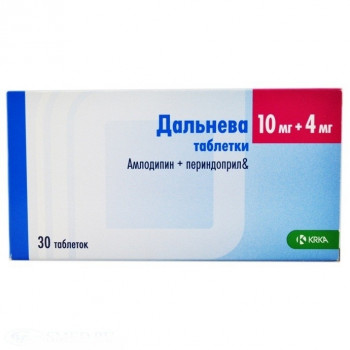 Дальнева 10 мг + 4 мг
таблетки
Амлодипин + периндоприл&
KRKA
30 таблеток